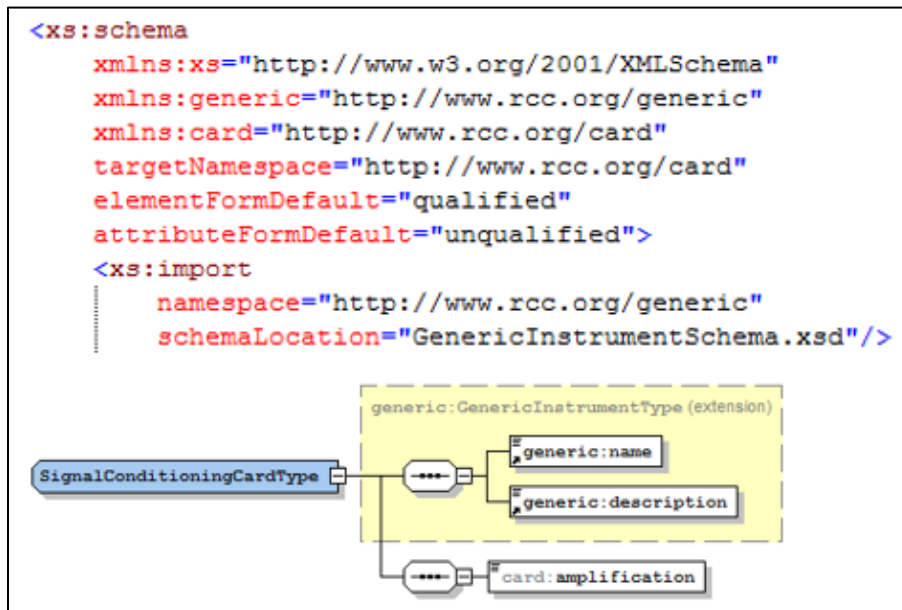 <xs:schema
xmlns:xs="http://www.w3.org/2001/XMLSchema"
xmlns:generic="http://www.rcc.org/generic"
xmlns:card="http://www.rcc.org/card"
targetNamespace="http://www.rcc.org/card"
elementFormDefault="qualified"
attributeFormDefault="unqualified">
<xs:import
namespace="http://www.rcc.org/generic"
schemaLocation="GenericInstrumentSchema.xsd"/>
generic:GenericInstrumentType (extension)
generic:name
SignalConditioningCardType
generic:description
card:amplification